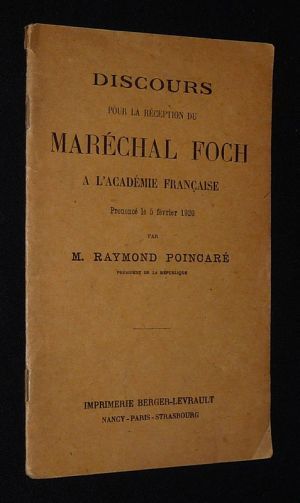 DISCOURS
POUR LA RÉCEPTION DU
MARÉCHAL FOCH
A L'ACADÉMIE FRANÇAISE
Prononcé le 5 février 1920
PAR
M. RAYMOND POINCARÉ
PRÉSIDENT DE LA RÉPUBLIQUE
IMPRIMERIE BERGER-LEVRAULT
NANCY-PARIS-STRASBOURG